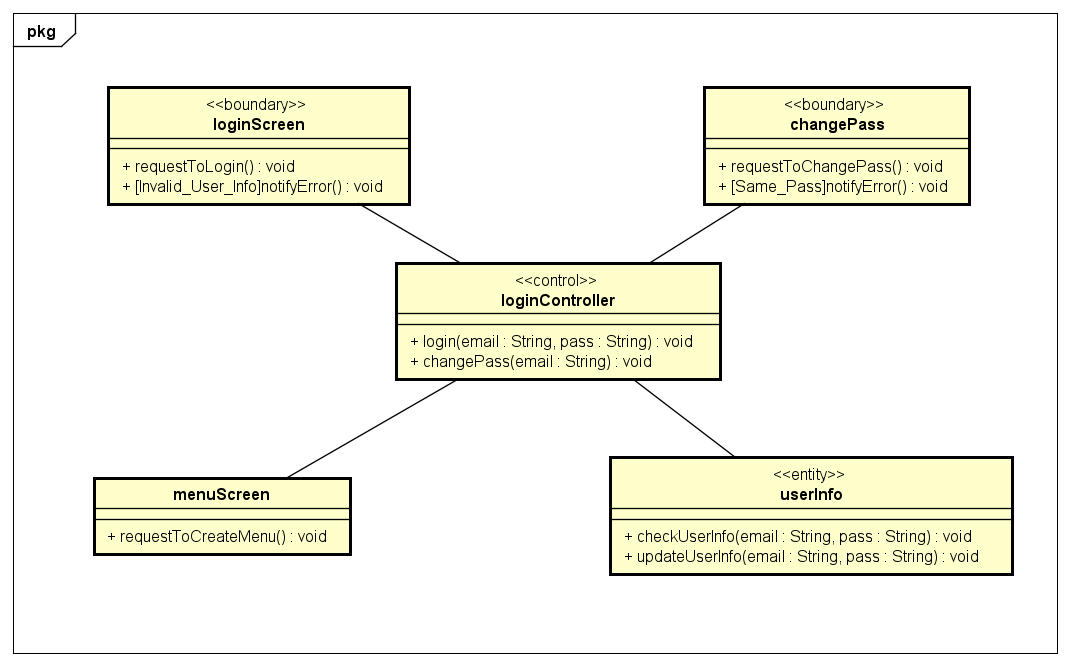 pkg
<<boundary>>
loginScreen
+ requestToLogin() : void
+ [Invalid_User_Info]notifyError() : void
<<boundary>>
changePass
+ requestToChangePass() : void
+ [Same_Pass]notifyError() : void
<<control>>
loginController
+ login(email : String, pass : String) : void
+ changePass(email : String) : void
menuScreen
+ requestToCreateMenu() : void
<<entity>>
userInfo
+ checkUserInfo(email : String, pass : String) : void
+ updateUserInfo(email : String, pass : String) : void